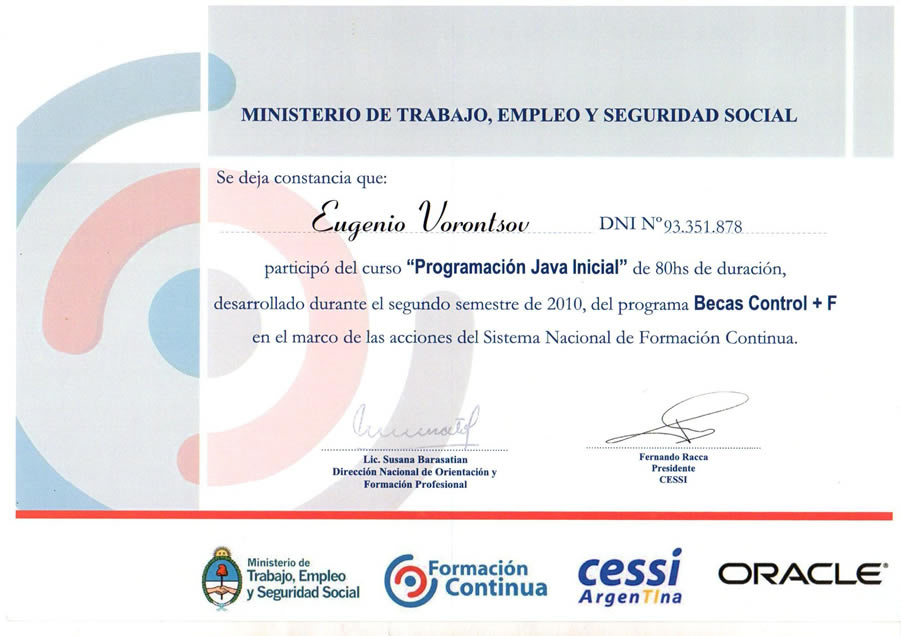 MINISTERIO DE TRABAJO, EMPLEO Y SEGURIDAD SOCIAL
Se deja constancia que:
Eugenio Vorontsov DNI Nº 93.351.878
participó del curso “Programación Java Inicial” de 80hs de duración,
desarrollado durante el segundo semestre de 2010, del programa Becas Control + F
en el marco de las acciones del Sistema Nacional de Formación Continua.
Lic. Susana Barasatian
Dirección Nacional de Orientación y
Formación Profesional
Fernando Racca
Presidente
CESSI
Ministerio de
Trabajo, Empleo
y Seguridad Social
Formación
Continua
cessi
ArgenTIna
ORACLE®